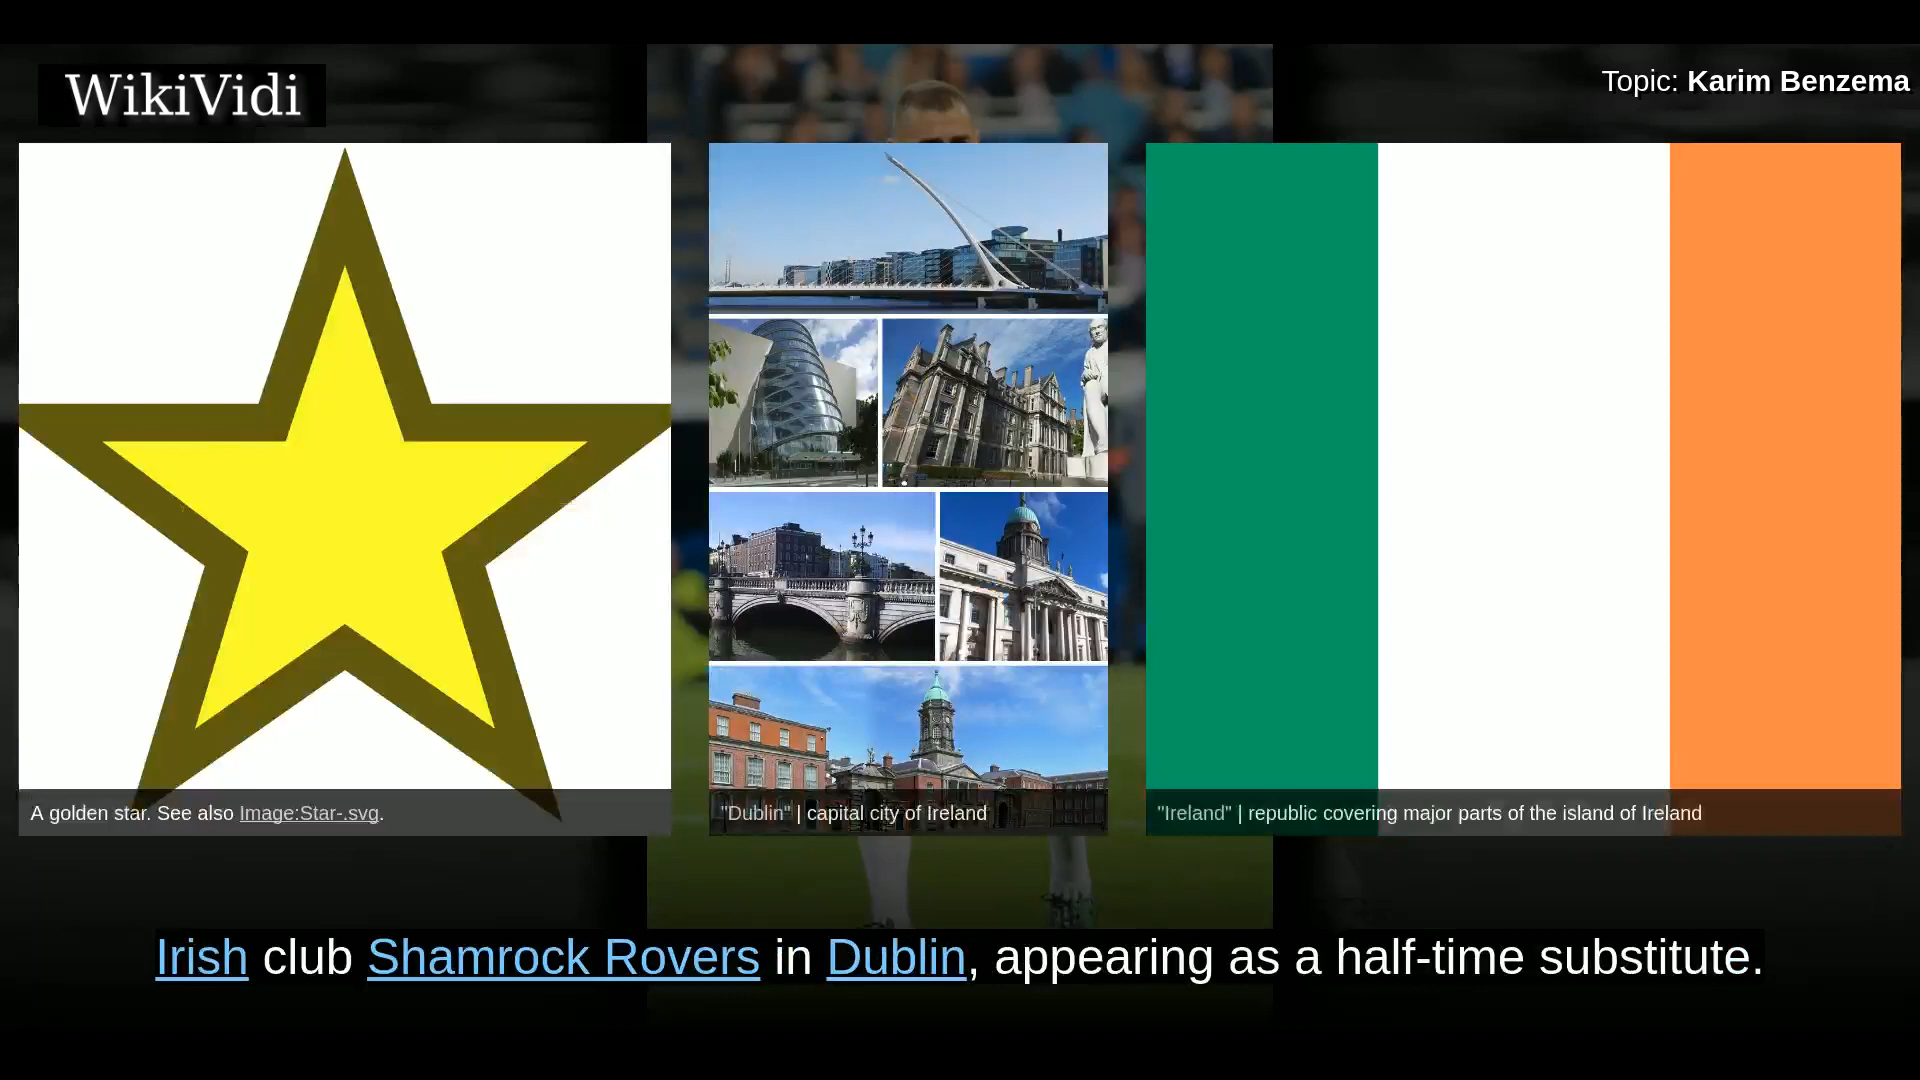 WikiVidi
Topic: Karim Benzema
A golden star. See also Image:Star-.svg.
"Dublin" | capital city of Ireland
"Ireland" | republic covering major parts of the island of Ireland
Irish club Shamrock Rovers in Dublin, appearing as a half-time substitute.